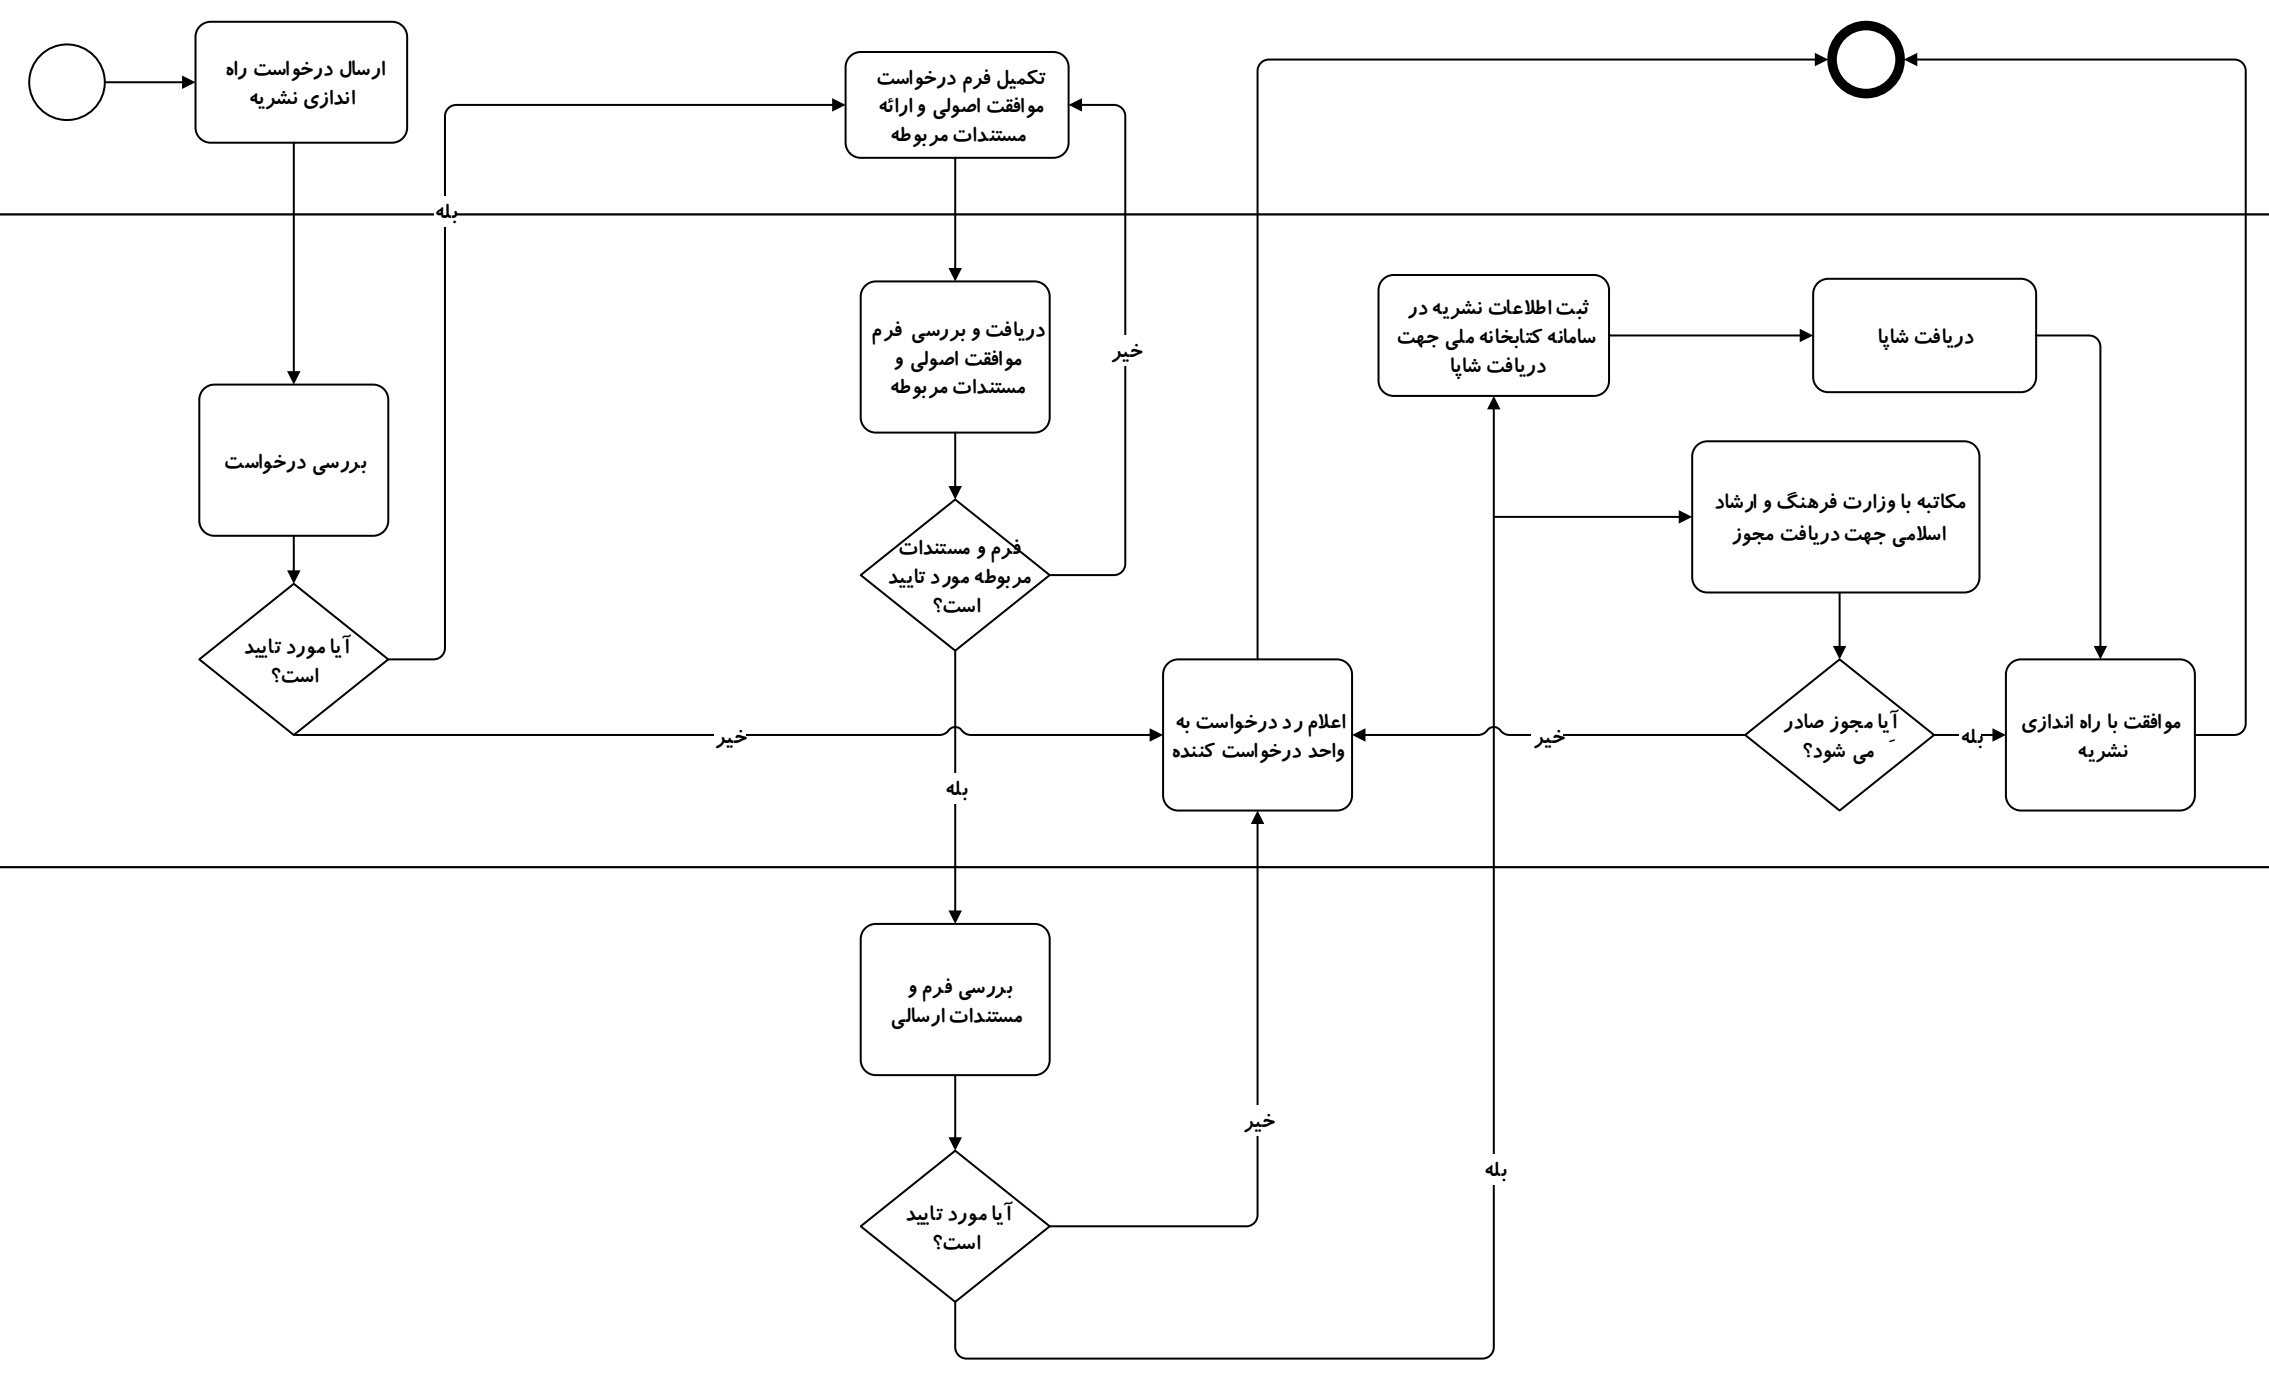 ارسال درخواست راه
اندازی نشریه
تکمیل فرم درخواست
موافقت اصولی و ارائه
مستندات مربوطه
بله
دریافت و بررسی فرم
موافقت اصولی و
مستندات مربوطه
خیر
ثبت اطلاعات نشریه در
سامانه کتابخانه ملی جهت
دریافت شاپا
دریافت شاپا
بررسی درخواست
مکاتبه با وزارت فرهنگ و ارشاد
اسلامی جهت دریافت مجوز
فرم و مستندات
مربوطه مورد تایید
است؟
آیا مورد تایید
است؟
خیر
اعلام رد درخواست به
واحد درخواست کننده
خیر
آیا مجوز صادر
می شود؟
بله
موافقت با راه اندازی
نشریه
بله
بررسی فرم و
مستندات ارسالی
خیر
بله
آیا مورد تایید
است؟